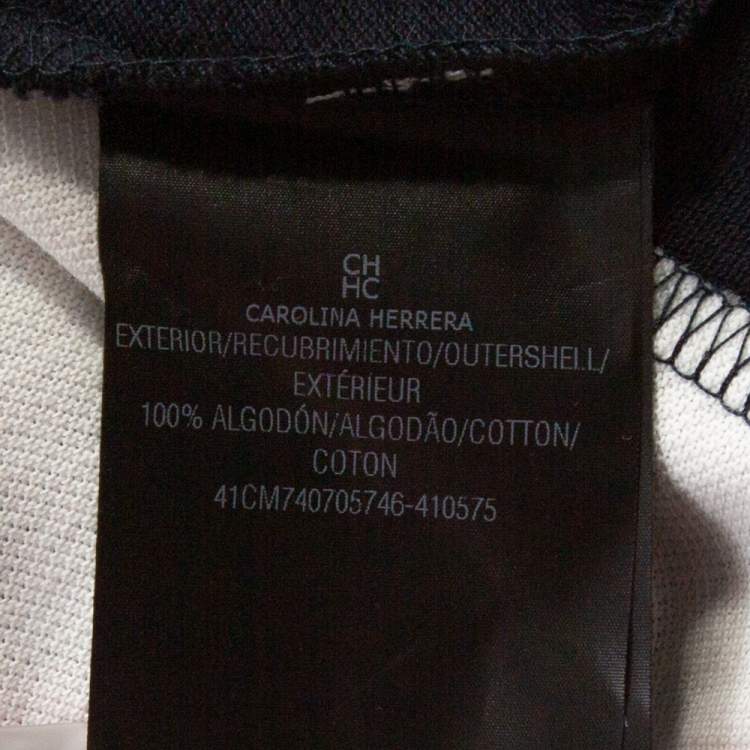 CH
HC
CAROLINA HERRERA
EXTERIOR/RECUBRIMIENTO/OUTERSHELL/
EXTÉRIEUR
100% ALGODÓN/ALGODÃO/COTTON/
COTON
41CM740705746-410575